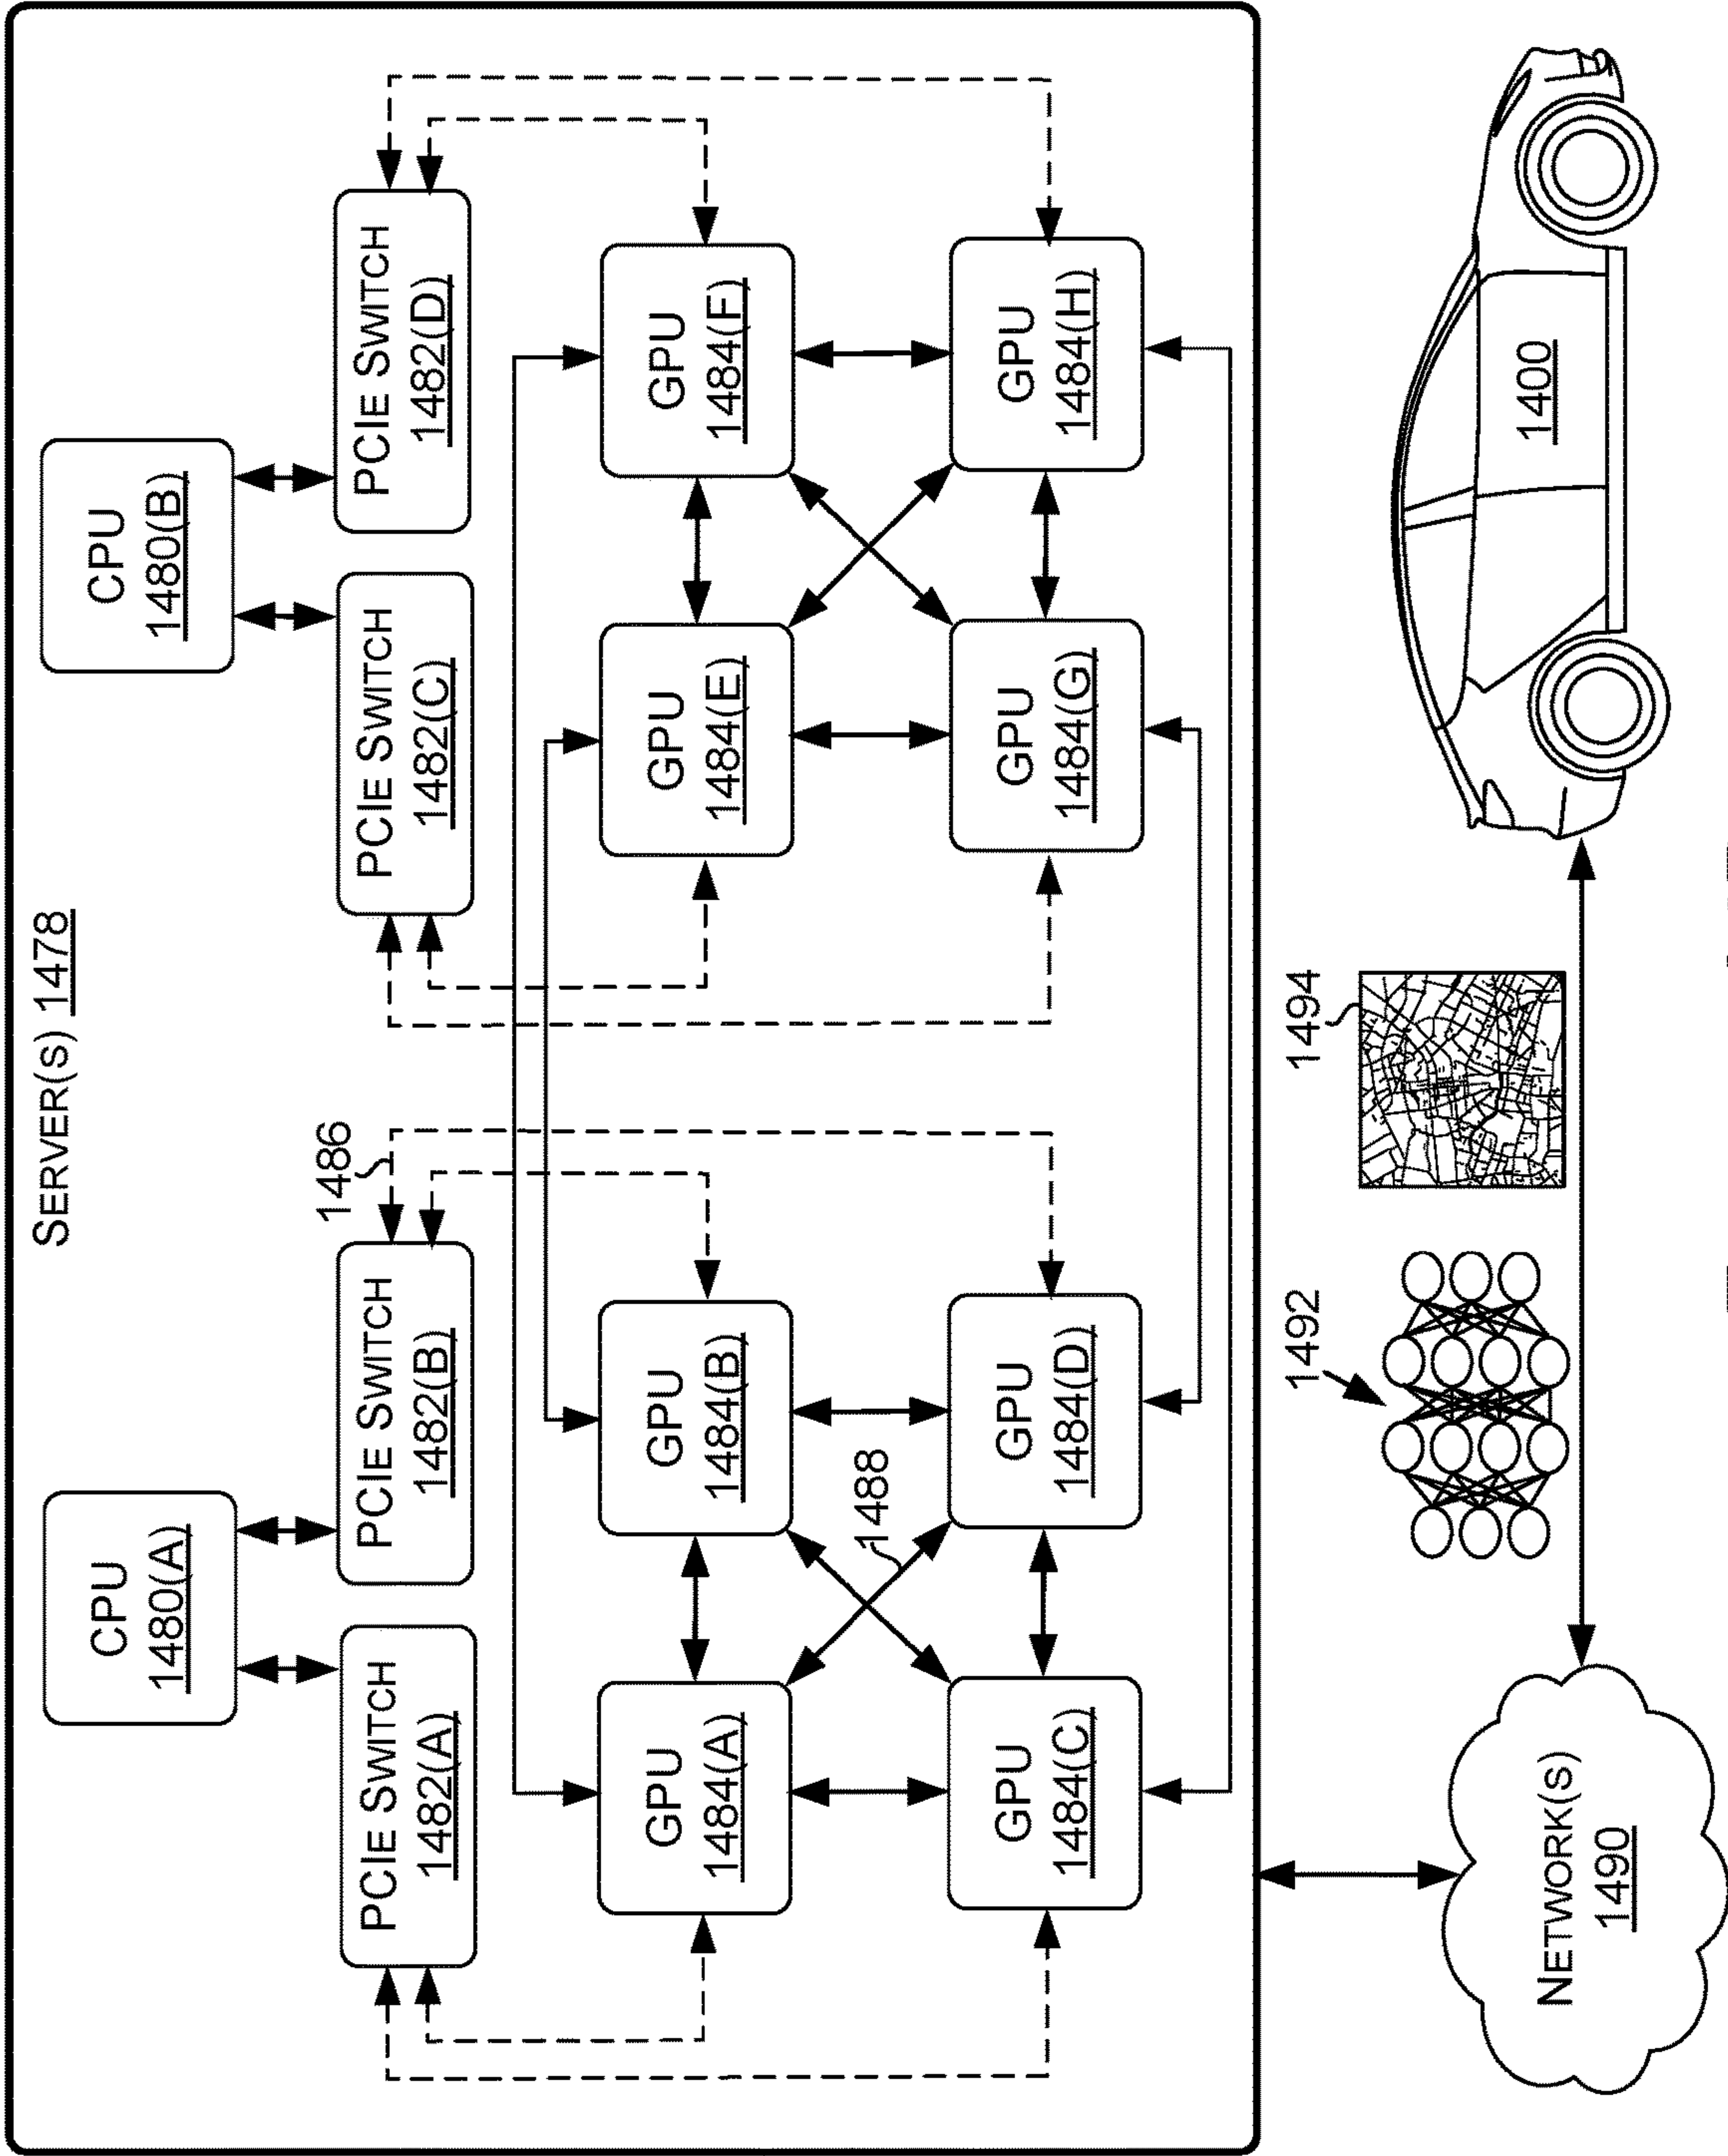 SERVER(S) 1478
CPU
1480(A)
CPU
1480(B)
PCIE SWITCH
1482(A)
PCIE SWITCH
1482(B)
1486
PCIE SWITCH
1482(C)
PCIE SWITCH
1482(D)
GPU
1484(A)
GPU
1484(B)
GPU
1484(E)
GPU
1484(F)
1488
GPU
1484(C)
GPU
1484(D)
GPU
1484(G)
GPU
1484(H)
NETWORK(S)
1490
1492
1494
1400